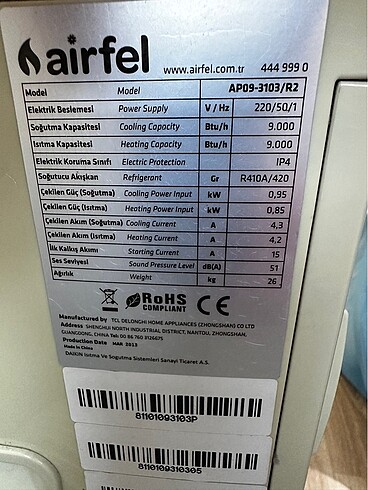 airfel www.airfel.com.tr 444 999 0
Model Model AP09-3103/R2
Elektrik Beslemesi Power Supply V / Hz 220/50/1
Soğutma Kapasitesi Cooling Capacity Btu/h 9.000
Isıtma Kapasitesi Heating Capacity Btu/h 9.000
Elektrik Koruma Sınıfı Electric Protection IP4
Soğutucu Akışkan Refrigerant Gr R410A/420
Çekilen Güç (Soğutma) Cooling Power Input kW 0,95
Çekilen Güç (Isıtma) Heating Power Input kW 0,85
Çekilen Akım (Soğutma) Cooling Current A 4,3
Çekilen Akım (Isıtma) Heating Current A 4,2
İlk Kalkış Akımı Starting Current A 15
Ses Seviyesi Sound Pressure Level dB(A) 51
Ağırlık Weight kg 26
RoHS
COMPLIANT CE
Manufactured by TCL DELONGHI HOME APPLIANCES (ZHONGSHAN) CO LTD
Address SHENGHUI NORTH INDUSTRIAL DISTRICT, NANTOU, ZHONGSHAN,
GUANGDONG, CHINA Tel: 00 86 760 3126675
Production Date MAR 2013
Made In China
DAIKIN Isıtma Ve Soğutma Sistemleri Sanayi Ticaret A.S.
81101093103P
8110109310305